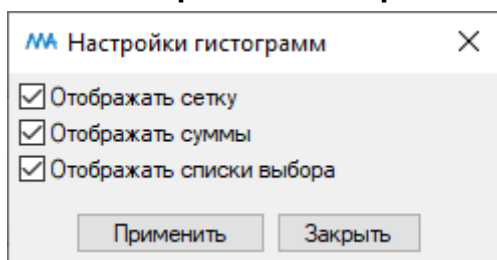 Настройки гистограмм
Отображать сетку
Отображать суммы
Отображать списки выбора
Применить Закрыть